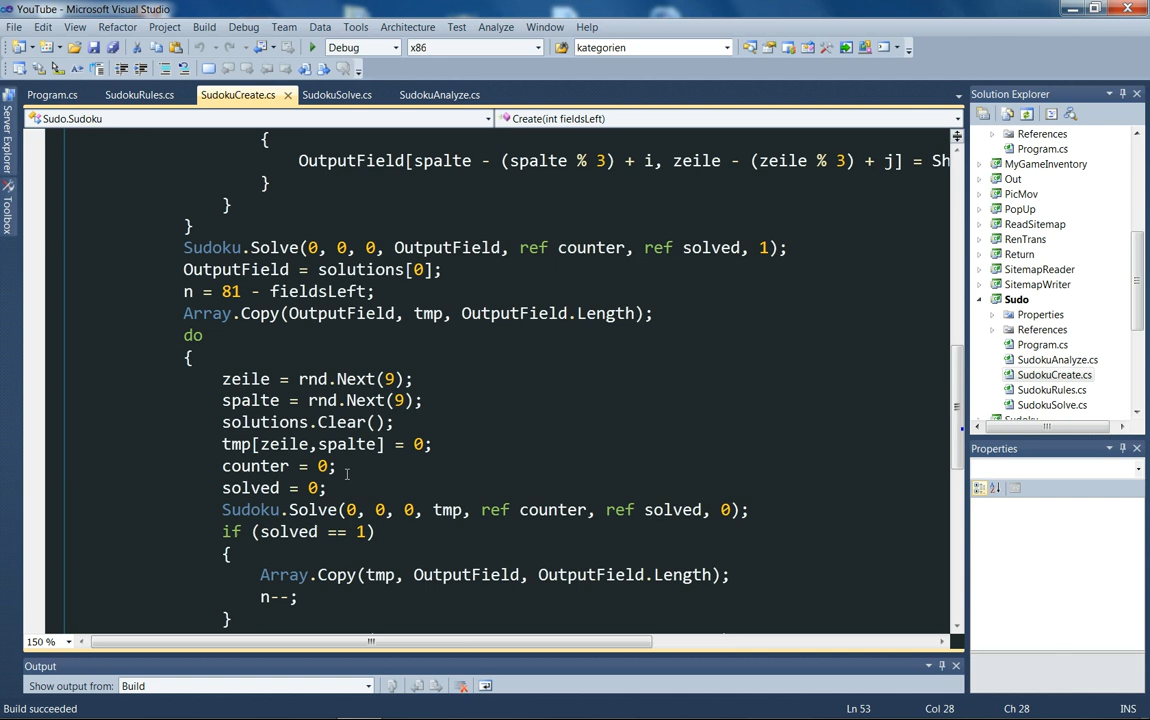 YouTube - Microsoft Visual Studio
File Edit View Refactor Project Build Debug Team Data Tools Architecture Test Analyze Window Help
Debug x86 kategorien
Program.cs SudokuRules.cs SudokuCreate.cs SudokuSolve.cs SudokuAnalyze.cs
Sudo.Sudoku Create(int fieldsLeft)
{
OutputField[spalte - (spalte % 3) + i, zeile - (zeile % 3) + j] = Sh
}
}
}
Sudoku.Solve(0, 0, 0, OutputField, ref counter, ref solved, 1);
OutputField = solutions[0];
n = 81 - fieldsLeft;
Array.Copy(OutputField, tmp, OutputField.Length);
do
{
zeile = rnd.Next(9);
spalte = rnd.Next(9);
solutions.Clear();
tmp[zeile,spalte] = 0;
counter = 0;
solved = 0;
Sudoku.Solve(0, 0, 0, tmp, ref counter, ref solved, 0);
if (solved == 1)
{
Array.Copy(tmp, OutputField, OutputField.Length);
n--;
}
150 %
Output
Show output from: Build
Build succeeded Ln 53 Col 28 Ch 28 INS
Server Explorer
Toolbox
Solution Explorer
References
Program.cs
MyGameInventory
Out
PicMov
PopUp
ReadSitemap
RenTrans
Return
SitemapReader
SitemapWriter
Sudo
Properties
References
Program.cs
SudokuAnalyze.cs
SudokuCreate.cs
SudokuRules.cs
SudokuSolve.cs
Properties